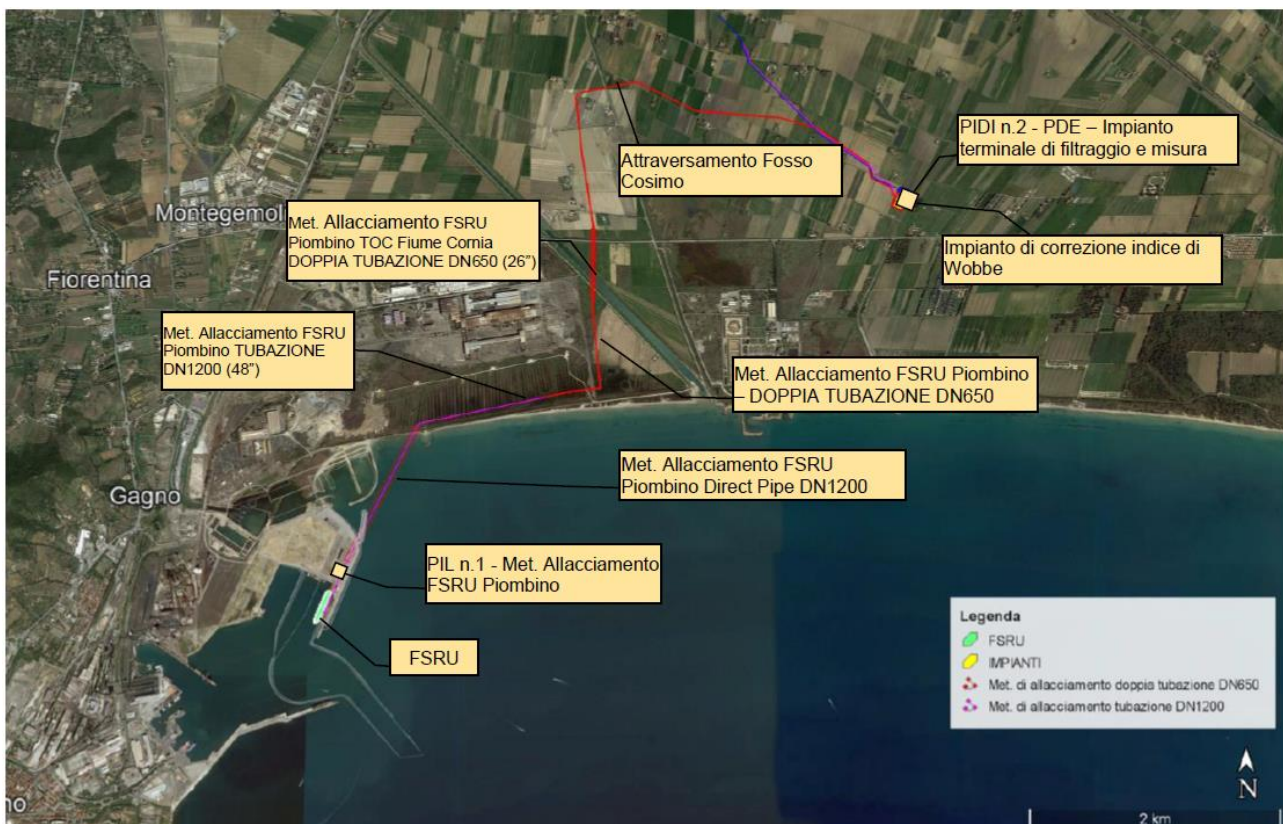 PIDI n.2 - PDE – Impianto
terminale di filtraggio e misura
Attraversamento Fosso
Cosimo
Montegemol
Met. Allacciamento FSRU
Piombino TOC Fiume Cornia
DOPPIA TUBAZIONE DN650 (26”)
Impianto di correzione indice di
Wobbe
Fiorentina
Met. Allacciamento FSRU
Piombino TUBAZIONE
DN1200 (48”)
Met. Allacciamento FSRU Piombino
– DOPPIA TUBAZIONE DN650
Met. Allacciamento FSRU
Piombino Direct Pipe DN1200
Gagno
PIL n.1 - Met. Allacciamento
FSRU Piombino
FSRU
Legenda
FSRU
IMPIANTI
Met. di allacciamento doppia tubazione DN650
Met. di allacciamento tubazione DN1200
N
no
2 km